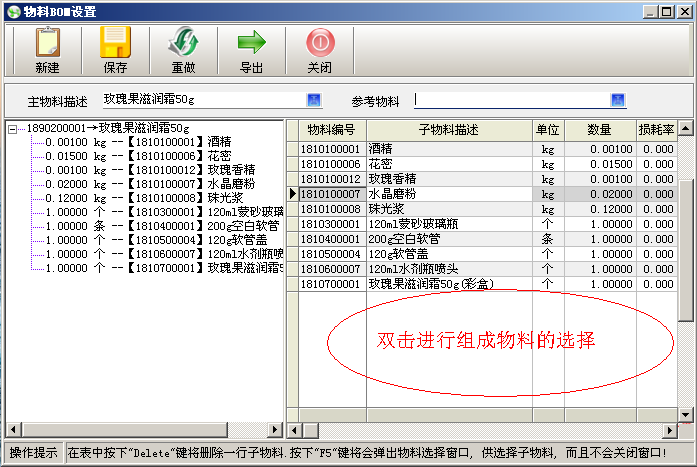 物料BOM设置
新建 保存 重做 导出 关闭
主物料描述 玫瑰果滋润霜50g 参考物料
1890200001→玫瑰果滋润霜50g
0.00100 kg --【1810100001】酒精
0.01500 kg --【1810100006】花密
0.00100 kg --【1810100012】玫瑰香精
0.02000 kg --【1810100007】水晶磨粉
0.12000 kg --【1810100008】珠光浆
1.00000 个 --【1810300001】120ml蒙砂玻璃
1.00000 条 --【1810400001】200g空白软管
1.00000 个 --【1810500004】120g软管盖
1.00000 个 --【1810600007】120ml水剂瓶喷
1.00000 个 --【1810700001】玫瑰果滋润霜5
物料编号 子物料描述 单位 数量 损耗率
1810100001 酒精 kg 0.00100 0.000
1810100006 花密 kg 0.01500 0.000
1810100012 玫瑰香精 kg 0.00100 0.000
1810100007 水晶磨粉 kg 0.02000 0.000
1810100008 珠光浆 kg 0.12000 0.000
1810300001 120ml蒙砂玻璃瓶 个 1.00000 0.000
1810400001 200g空白软管 条 1.00000 0.000
1810500004 120g软管盖 个 1.00000 0.000
1810600007 120ml水剂瓶喷头 个 1.00000 0.000
1810700001 玫瑰果滋润霜50g(彩盒) 个 1.00000 0.000
双击进行组成物料的选择
操作提示 在表中按下"Delete"键将删除一行子物料.按下"F5"键将会弹出物料选择窗口, 供选择子物料, 而且不会关闭窗口!